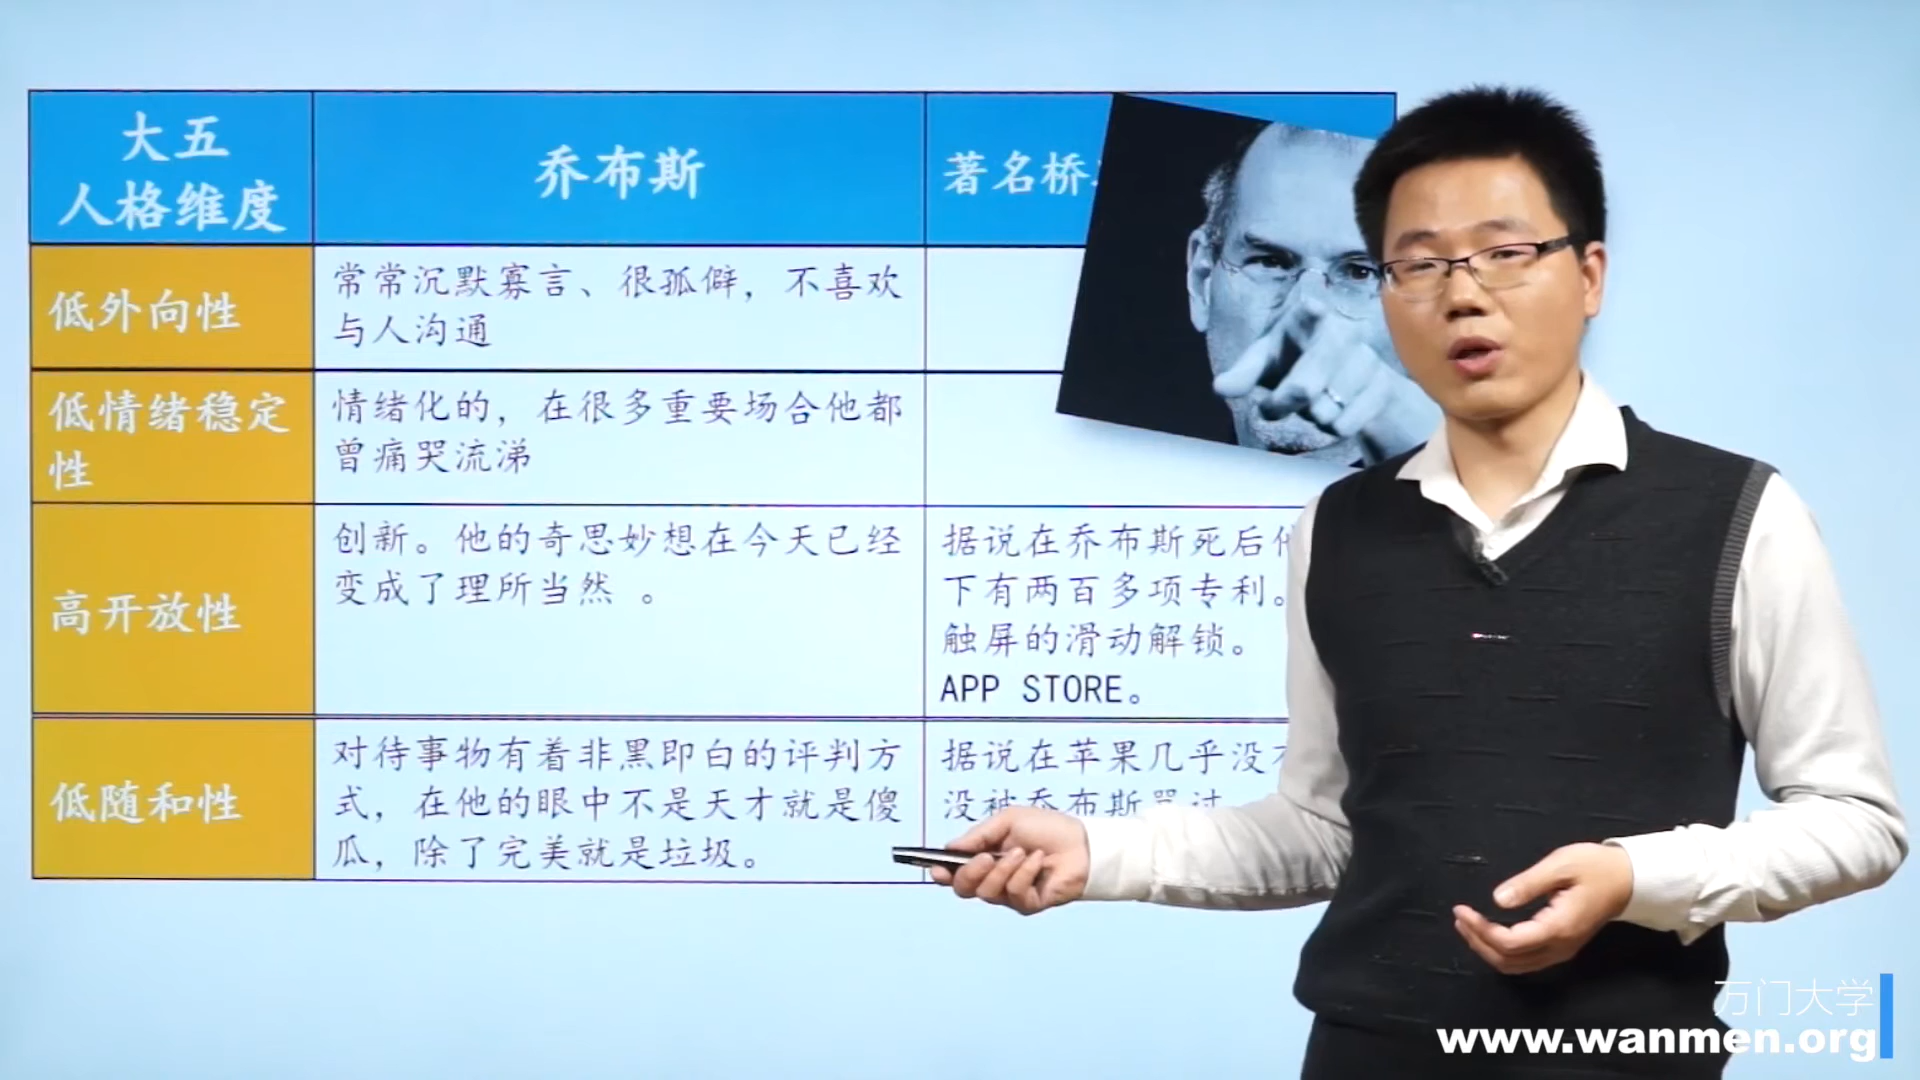 大五
人格维度
乔布斯
著名桥
低外向性
常常沉默寡言、很孤僻，不喜欢
与人沟通
低情绪稳定
性
情绪化的，在很多重要场合他都
曾痛哭流涕
高开放性
创新。他的奇思妙想在今天已经
变成了理所当然 。
据说在乔布斯死后
下有两百多项专利。
触屏的滑动解锁。
APP STORE。
低随和性
对待事物有着非黑即白的评判方
式，在他的眼中不是天才就是傻
瓜，除了完美就是垃圾。
据说在苹果几乎没
没被乔布斯骂过
万门大学
www.wanmen.org